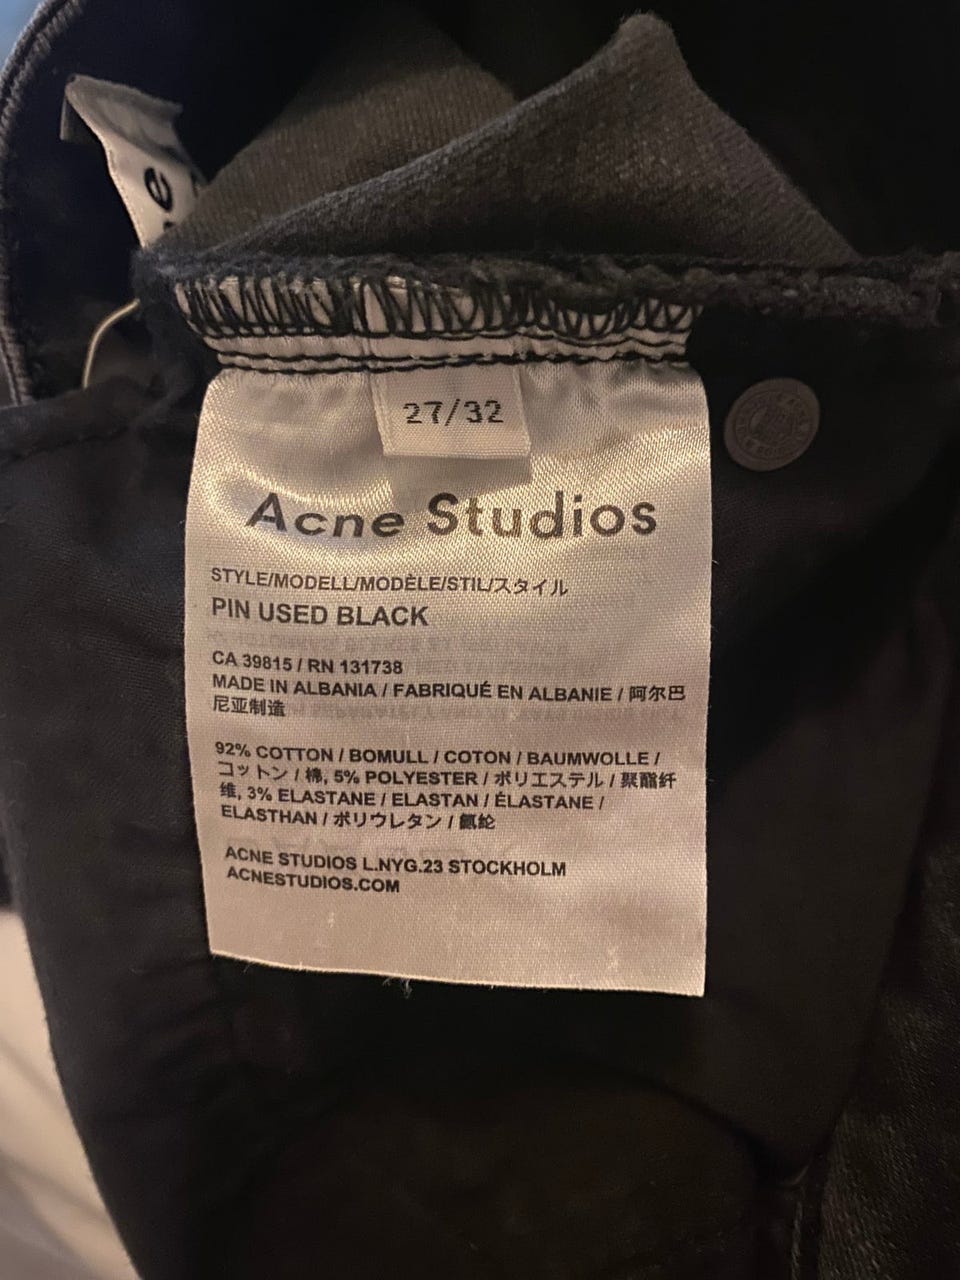 ne
27/32
Acne Studios
STYLE/MODELL/MODÈLE/STIL/スタイル
PIN USED BLACK
CA 39815 / RN 131738
MADE IN ALBANIA / FABRIQUÉ EN ALBANIE / 阿尔巴
尼亚制造
92% COTTON / BOMULL / COTON / BAUMWOLLE /
コットン / 棉, 5% POLYESTER / ポリエステル / 聚酯纤
维, 3% ELASTANE / ELASTAN / ÉLASTANE /
ELASTHAN / ポリウレタン / 氨纶
ACNE STUDIOS L.NYG.23 STOCKHOLM
ACNESTUDIOS.COM